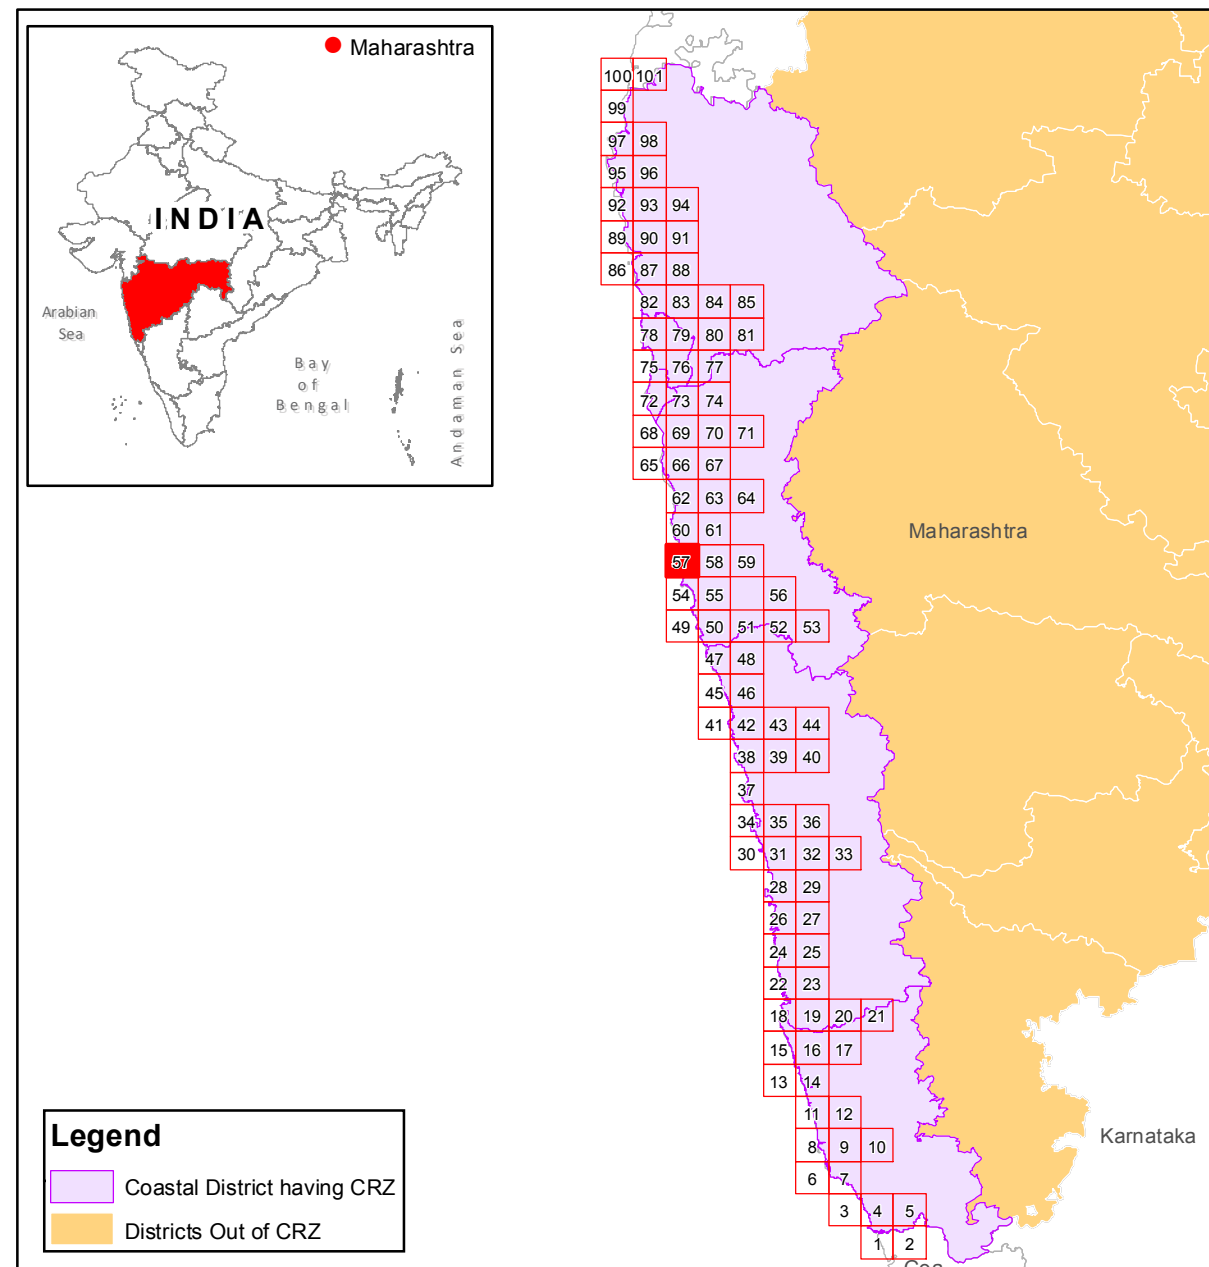 Maharashtra
INDIA
Arabian
Sea
Bay
of
Bengal
Andaman Sea
100 101
99
97 98
95 96
92 93 94
89 90 91
86 87 88
82 83 84 85
78 79 80 81
75 76 77
72 73 74
68 69 70 71
65 66 67
62 63 64
60 61
57 58 59
54 55 56
49 50 51 52 53
47 48
45 46
41 42 43 44
38 39 40
37
34 35 36
30 31 32 33
28 29
26 27
24 25
22 23
18 19 20 21
15 16 17
13 14
11 12
8 9 10
6 7
3 4 5
1 2
Maharashtra
Karnataka
Goa
Legend
Coastal District having CRZ
Districts Out of CRZ